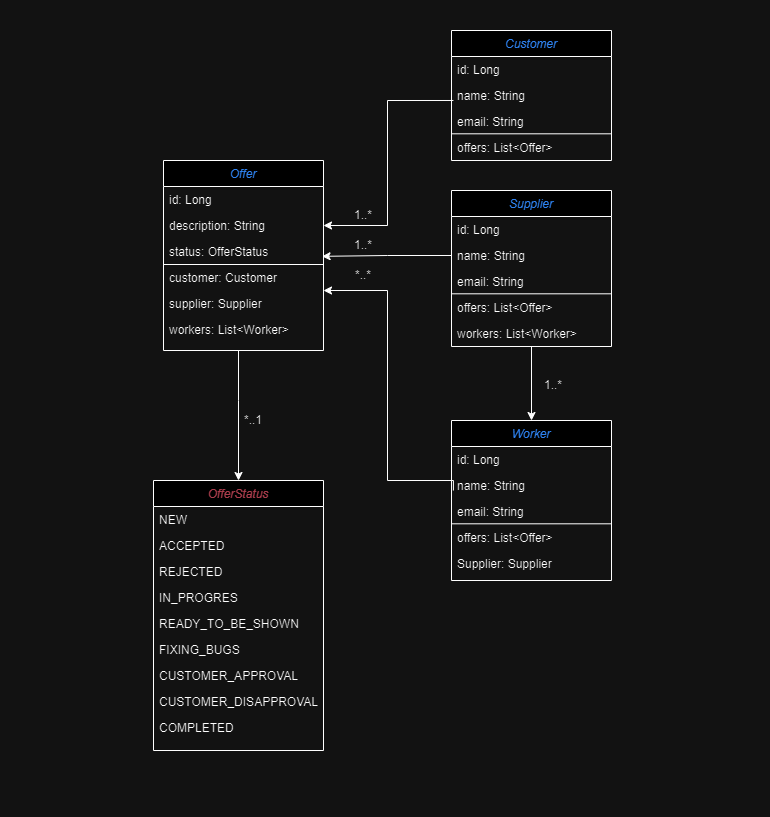 Customer
id: Long
name: String
email: String
offers: List<Offer>
Offer
id: Long
description: String
status: OfferStatus
customer: Customer
supplier: Supplier
workers: List<Worker>
1..*
1..*
*..*
Supplier
id: Long
name: String
email: String
offers: List<Offer>
workers: List<Worker>
1..*
*..1
Worker
id: Long
name: String
email: String
offers: List<Offer>
Supplier: Supplier
OfferStatus
NEW
ACCEPTED
REJECTED
IN_PROGRES
READY_TO_BE_SHOWN
FIXING_BUGS
CUSTOMER_APPROVAL
CUSTOMER_DISAPPROVAL
COMPLETED